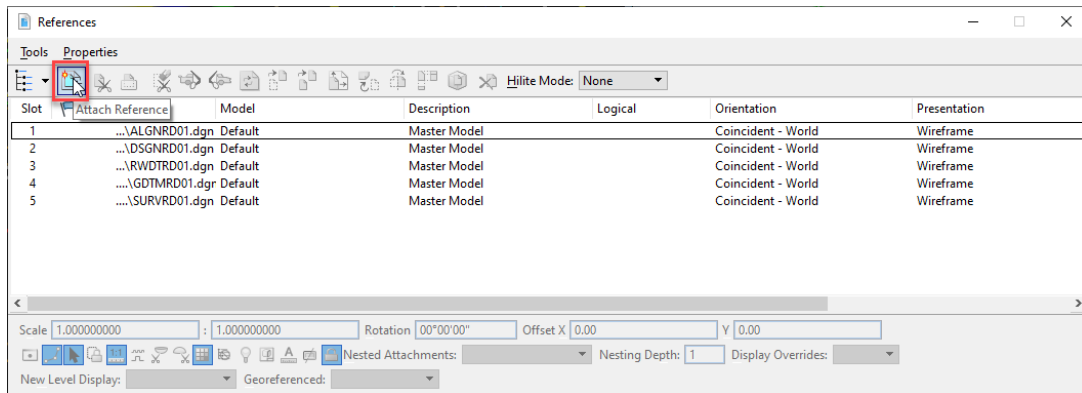 References
Tools Properties
Hilite Mode: None
Slot Model Description Logical Orientation Presentation
Attach Reference
1 ...\ALGNRD01.dgn Default Master Model Coincident - World Wireframe
2 ...\DSGNRD01.dgn Default Master Model Coincident - World Wireframe
3 ...\RWDTRD01.dgn Default Master Model Coincident - World Wireframe
4 ....\GDTMRD01.dgr Default Master Model Coincident - World Wireframe
5 ....\SURVRD01.dgn Default Master Model Coincident - World Wireframe
Scale 1.000000000 : 1.000000000 Rotation 00°00'00" Offset X 0.00 Y 0.00
1:1 A Nested Attachments: Nesting Depth: 1 Display Overrides:
New Level Display: Georeferenced: